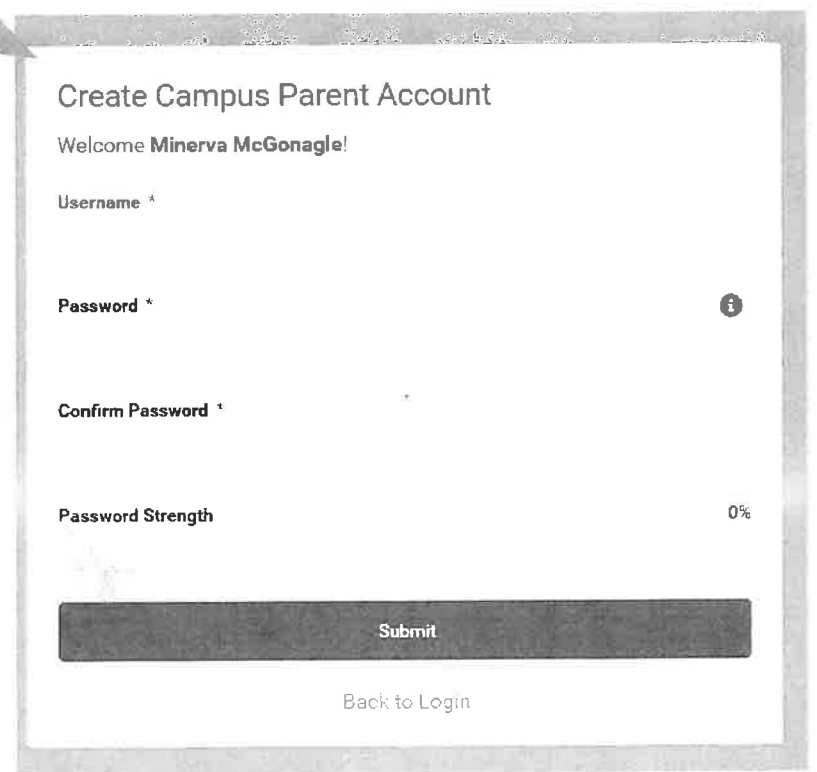 Create Campus Parent Account
Welcome Minerva McGonagle!
Username *
Password *
Confirm Password *
Password Strength 0%
Submit
Back to Login